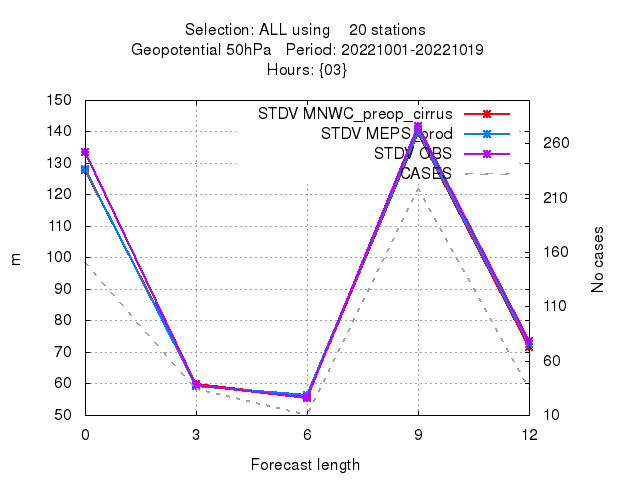 Selection: ALL using    20 stations
Geopotential 50hPa   Period: 20221001-20221019
Hours: {03}
150
140
130
120
110
100
90
80
70
60
50
m
STDV MNWC_preop_cirrus
STDV MEPS_prod
STDV OBS
CASES
260
210
160
110
60
10
No cases
0 3 6 9 12
Forecast length